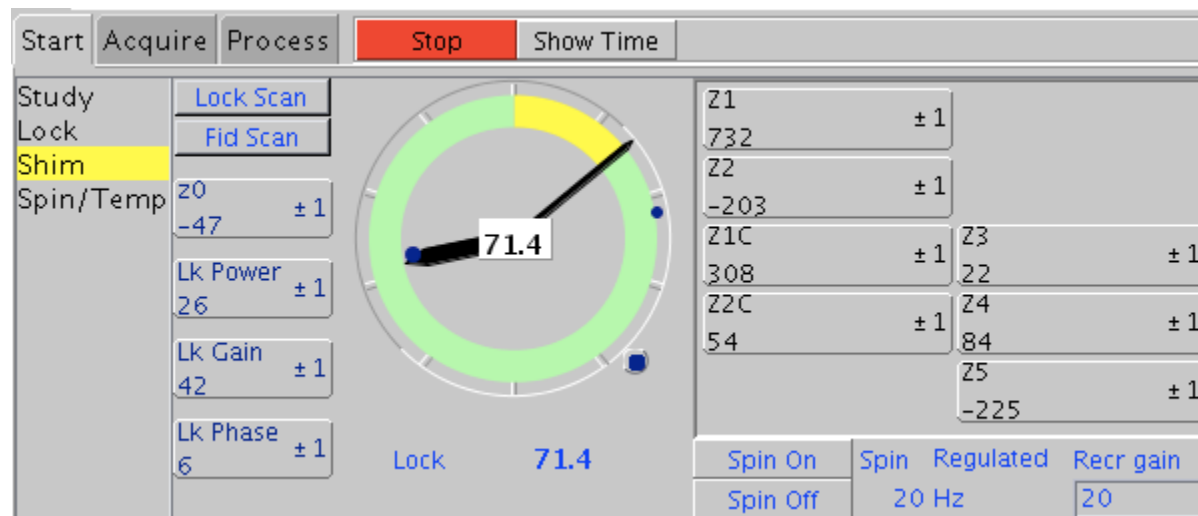 Start Acquire Process Stop Show Time
Study
Lock
Shim
Spin/Temp
Lock Scan
Fid Scan
z0
-47 ±1
Lk Power
26 ±1
Lk Gain
42 ±1
Lk Phase
6 ±1
71.4
Lock 71.4
Z1
732 ±1
Z2
-203 ±1
Z1C
308 ±1
Z3
22 ±1
Z2C
54 ±1
Z4
84 ±1
Z5
-225 ±1
Spin On
Spin Off
Spin Regulated
20 Hz
Recr gain
20